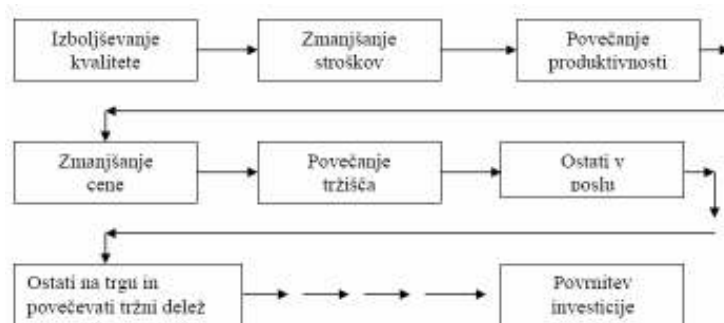 Izboljševanje
kvalitete
Zmanjšanje
stroškov
Povečanje
produktivnosti
Zmanjšanje
cene
Povečanje
tržišča
Ostati v
poslu
Ostati na trgu in
povečevati tržni delež
Povrnitev
investicije